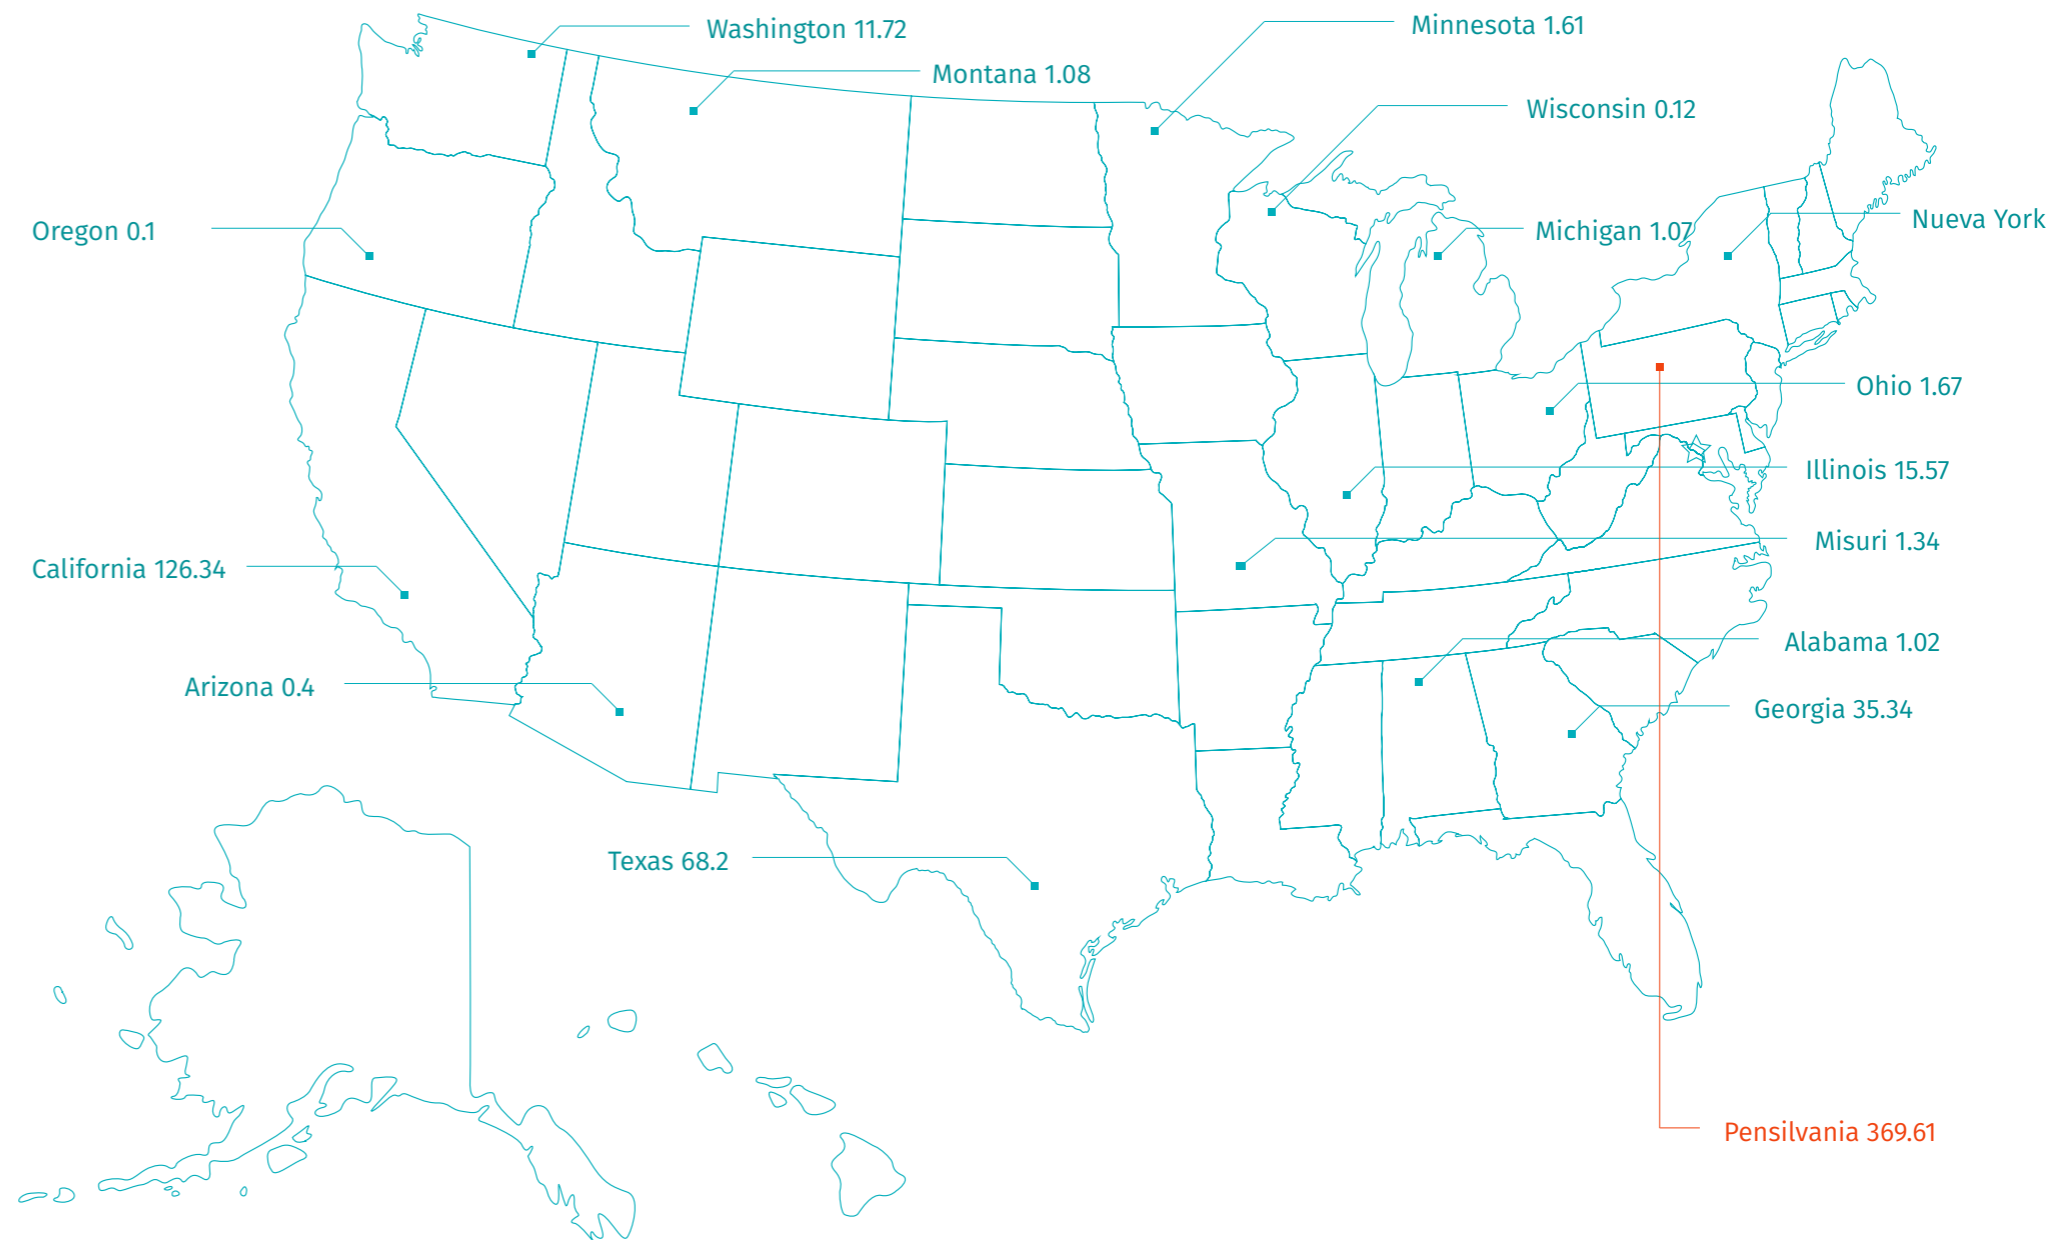 Washington 11.72
Minnesota 1.61
Montana 1.08
Wisconsin 0.12
Oregon 0.1
Michigan 1.07
Nueva York
Ohio 1.67
Illinois 15.57
Misuri 1.34
California 126.34
Alabama 1.02
Arizona 0.4
Georgia 35.34
Texas 68.2
Pensilvania 369.61